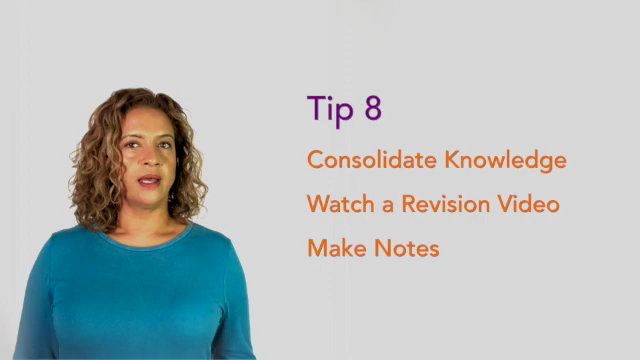 Tip 8
Consolidate Knowledge
Watch a Revision Video
Make Notes